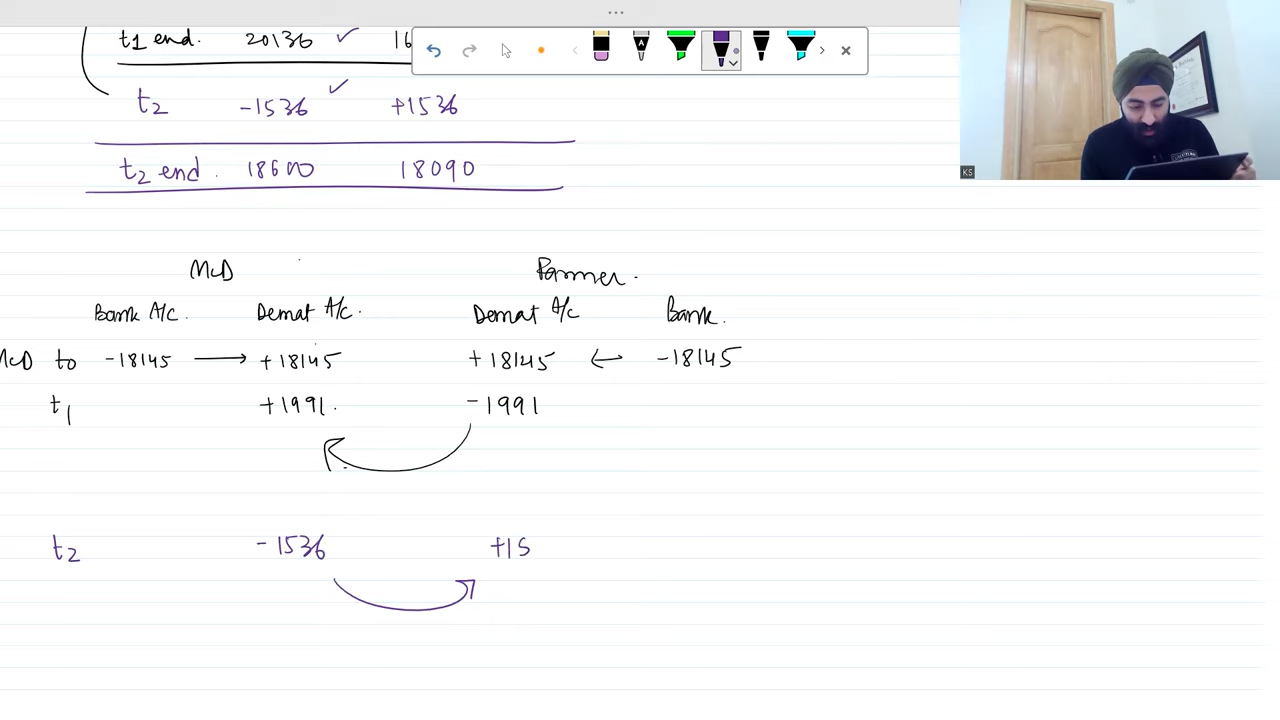 t1 end. 20136 ✓ 16
t2 -1536 ✓ +1536
t2 end. 18600 18090
McD Farmer.
Bank A/c. Demat A/c. Demat A/c Bank.
McD to -18145 → +18145 +18145 ← -18145
t1 +1991. -1991
t2 -1536 +15
KS